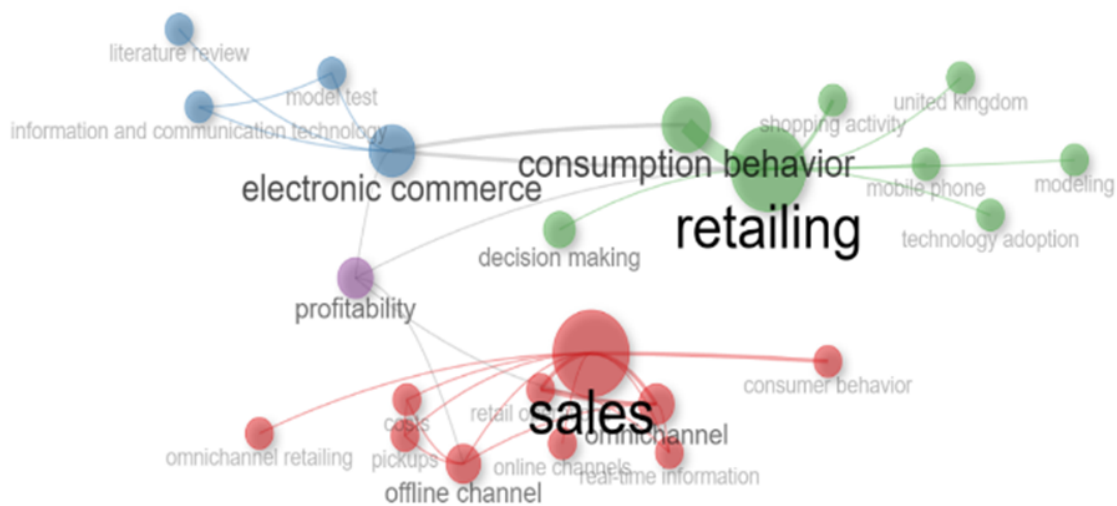 literature review
model test
united kingdom
shopping activity
information and communication technology
consumption behavior
electronic commerce
mobile phone
modeling
retailing
technology adoption
decision making
profitability
consumer behavior
costs
retail
sales
omnichannel
omnichannel retailing
pickups
online channels
real-time information
offline channel